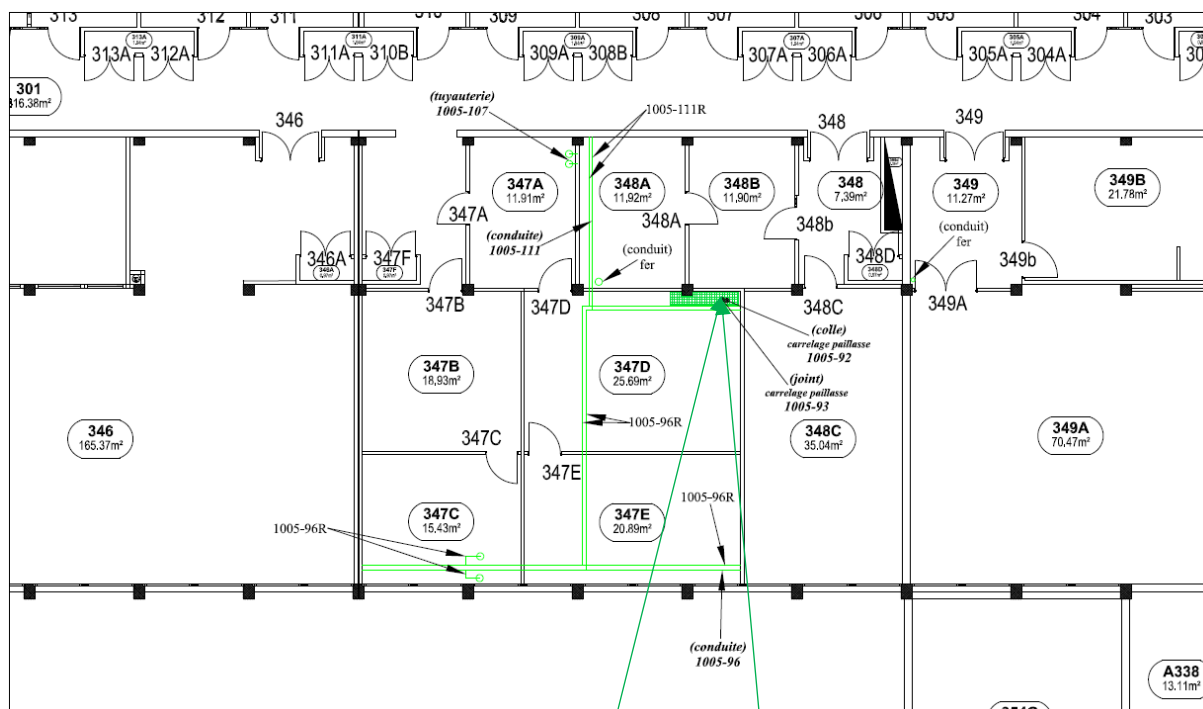 313 312 311 310 309 308 307 306 305 304 303
313A
312A
311A
310B
309A
308B
307A
306A
305A
304A
301
316.38m²
(tuyauterie)
1005-107
1005-111R
346
348
349
347A
11.91m²
348A
11,92m²
348B
11,90m²
348
7,39m²
349
11.27m²
349B
21.78m²
347A
348A
348b
(conduite)
1005-111
(conduit)
fer
(conduit)
fer
346A
347F
348D
349b
347B
347D
348C
349A
(colle)
carrelage paillasse
1005-92
347B
18,93m²
347D
25.69m²
(joint)
carrelage paillasse
1005-93
1005-96R
346
165.37m²
347C
348C
35.04m²
349A
70,47m²
347E
1005-96R
347C
15.43m²
347E
20.89m²
1005-96R
(conduite)
1005-96
A338
13.11m²